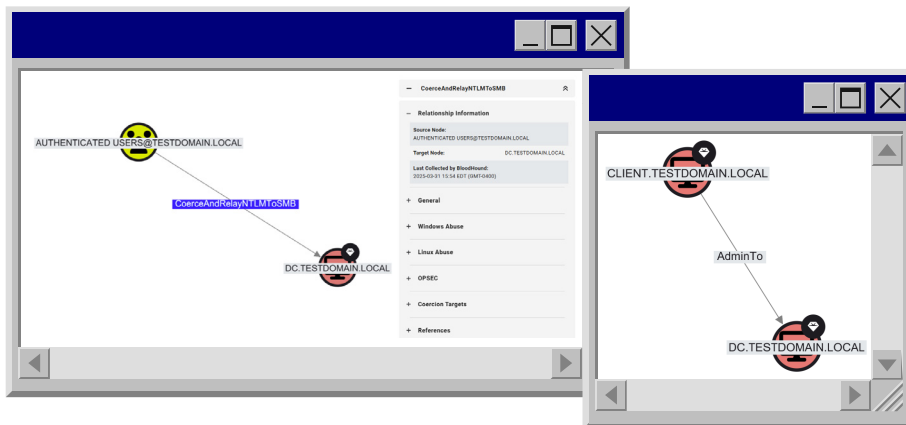 AUTHENTICATED USERS@TESTDOMAIN.LOCAL
CoerceAndRelayNTLMToSMB
DC.TESTDOMAIN.LOCAL
− CoerceAndRelayNTLMToSMB
− Relationship Information
Source Node:
AUTHENTICATED USERS@TESTDOMAIN.LOCAL
Target Node: DC.TESTDOMAIN.LOCAL
Last Collected by BloodHound:
2025-03-31 15:54 EDT (GMT-0400)
+ General
+ Windows Abuse
+ Linux Abuse
+ OPSEC
+ Coercion Targets
+ References
CLIENT.TESTDOMAIN.LOCAL
AdminTo
DC.TESTDOMAIN.LOCAL